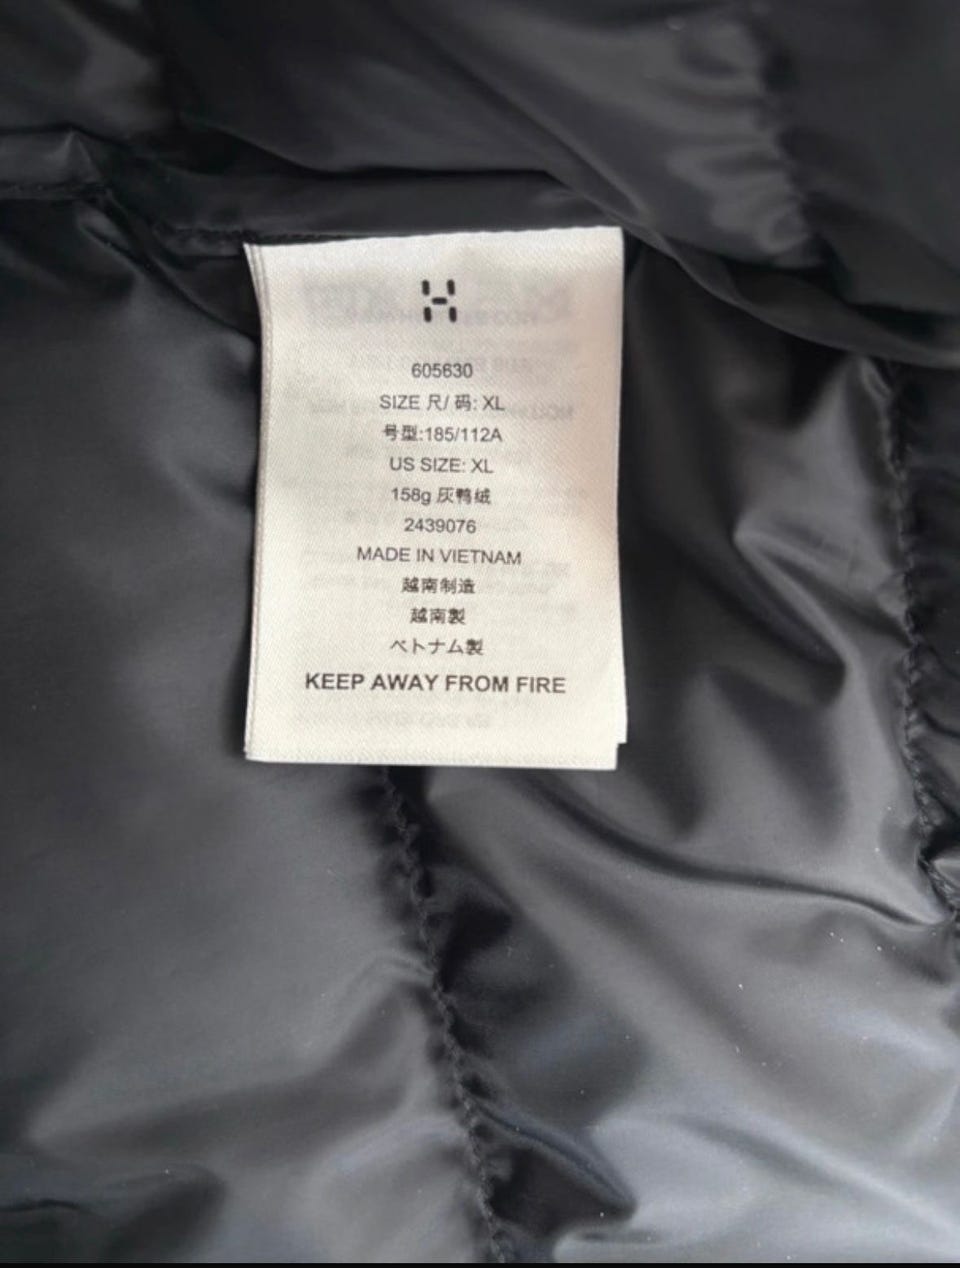 605630
SIZE 尺/ 码: XL
号型:185/112A
US SIZE: XL
158g 灰鸭绒
2439076
MADE IN VIETNAM
越南制造
越南製
ベトナム製
KEEP AWAY FROM FIRE